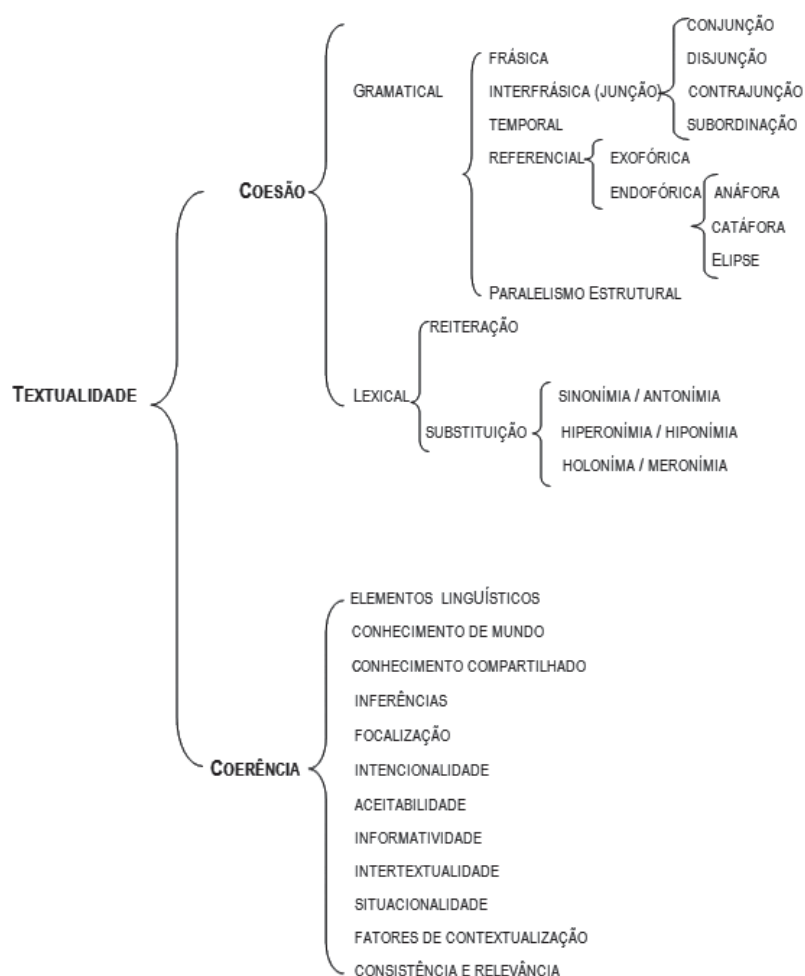 CONJUNÇÃO
FRÁSICA
DISJUNÇÃO
GRAMATICAL
INTERFRÁSICA (JUNÇÃO)
CONTRAJUNÇÃO
TEMPORAL
SUBORDINAÇÃO
REFERENCIAL
EXOFÓRICA
COESÃO
ENDOFÓRICA
ANÁFORA
CATÁFORA
ELIPSE
PARALELISMO ESTRUTURAL
REITERAÇÃO
TEXTUALIDADE
LEXICAL
SINONÍMIA / ANTONÍMIA
SUBSTITUIÇÃO
HIPERONÍMIA / HIPONÍMIA
HOLONÍMA / MERONÍMIA
ELEMENTOS LINGÜÍSTICOS
CONHECIMENTO DE MUNDO
CONHECIMENTO COMPARTILHADO
INFERÊNCIAS
FOCALIZAÇÃO
COERÊNCIA
INTENCIONALIDADE
ACEITABILIDADE
INFORMATIVIDADE
INTERTEXTUALIDADE
SITUACIONALIDADE
FATORES DE CONTEXTUALIZAÇÃO
CONSISTÊNCIA E RELEVÂNCIA